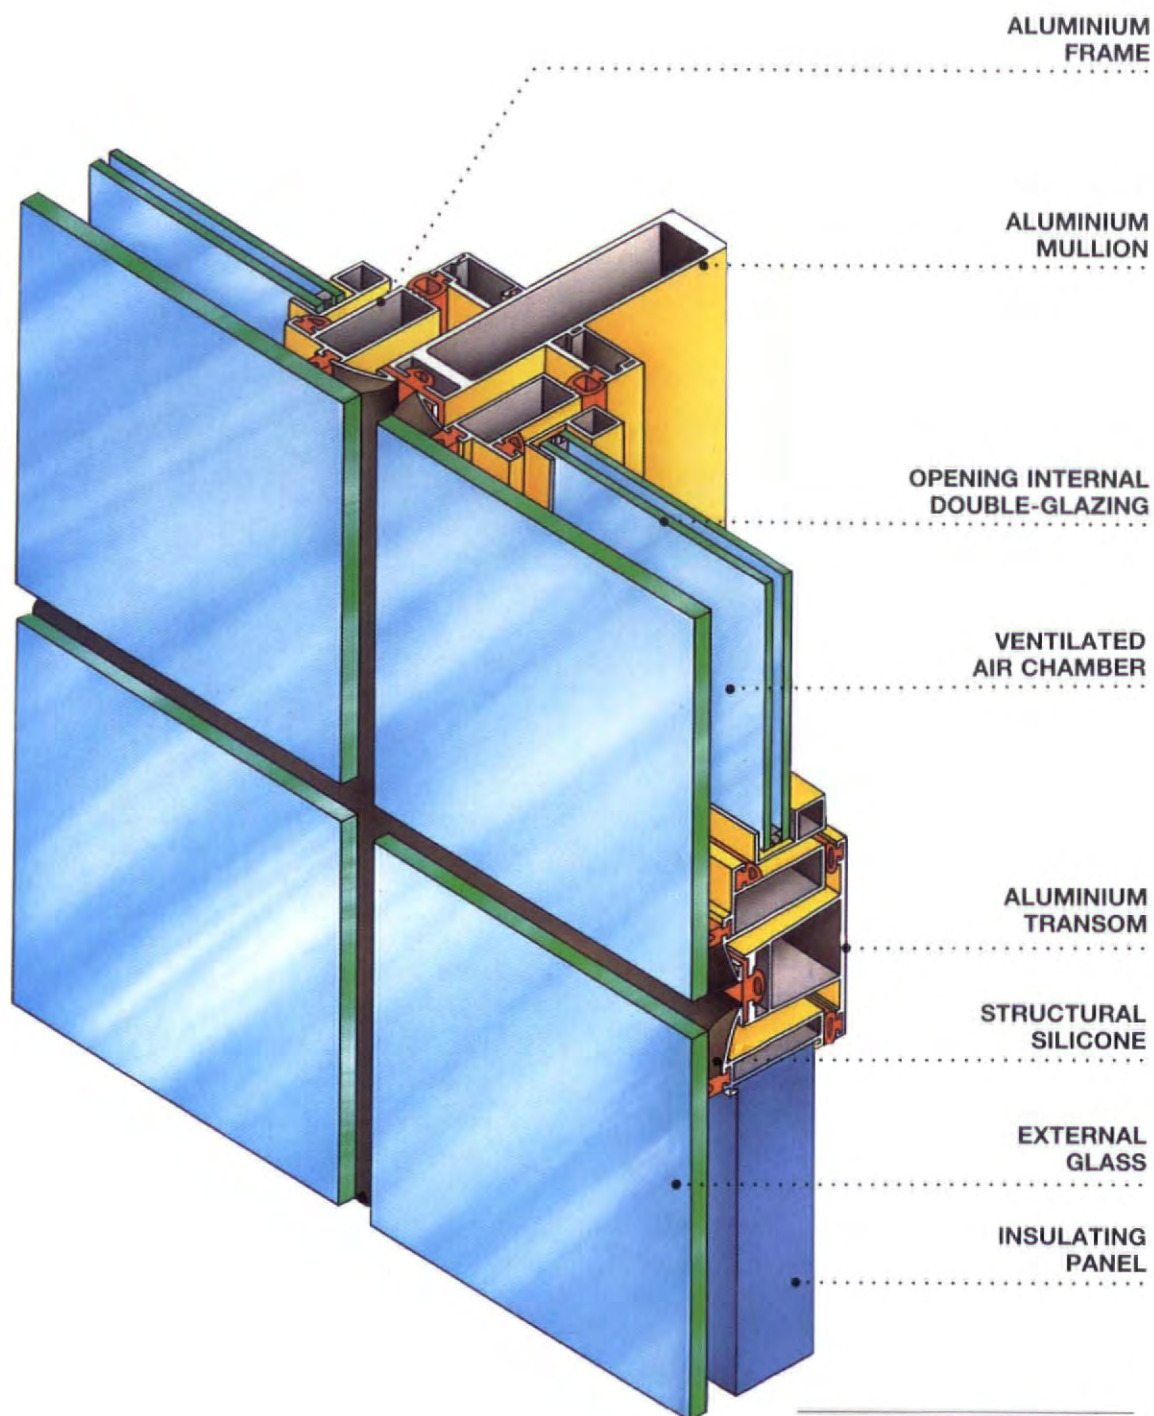 ALUMINIUM
FRAME
ALUMINIUM
MULLION
OPENING INTERNAL
DOUBLE-GLAZING
VENTILATED
AIR CHAMBER
ALUMINIUM
TRANSOM
STRUCTURAL
SILICONE
EXTERNAL
GLASS
INSULATING
PANEL